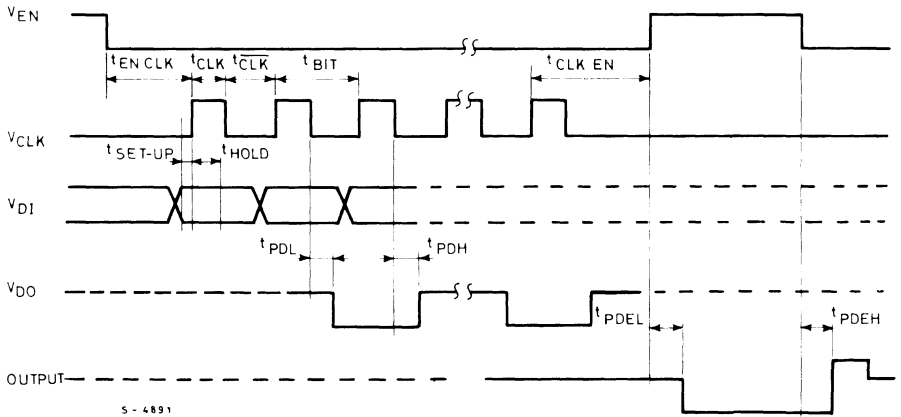 VEN
tEN CLK tCLK tCLK tBIT tCLK EN
VCLK
tSET-UP tHOLD
VDI
tPDL tPDH
VDO
tPDEL tPDEH
OUTPUT
S-4891